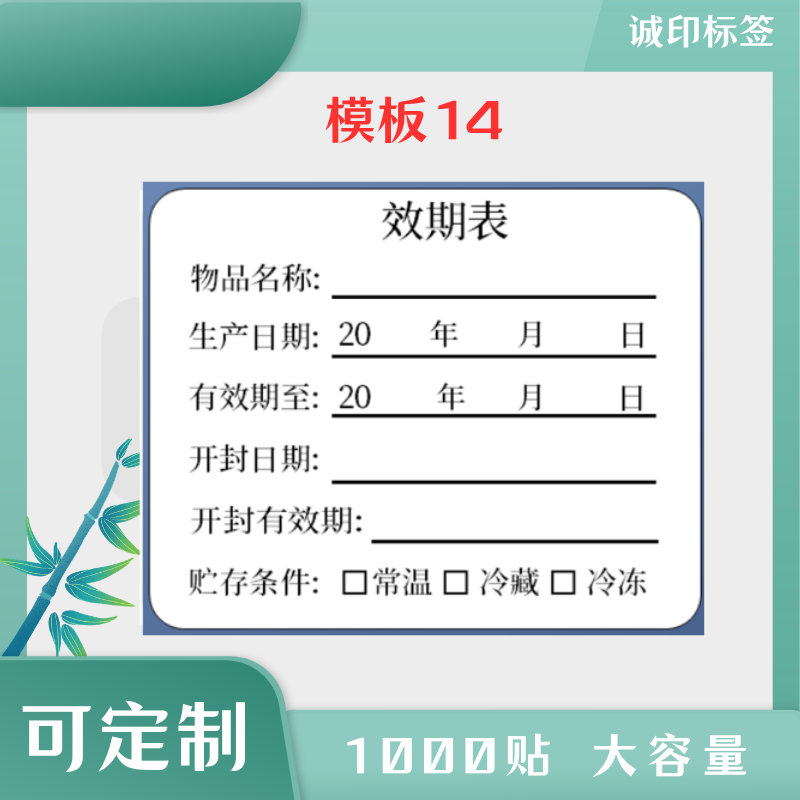 诚印标签
模板14
效期表
物品名称:
生产日期: 20 年 月 日
有效期至: 20 年 月 日
开封日期:
开封有效期:
贮存条件: □常温 □ 冷藏 □ 冷冻
可定制
1000贴 大容量